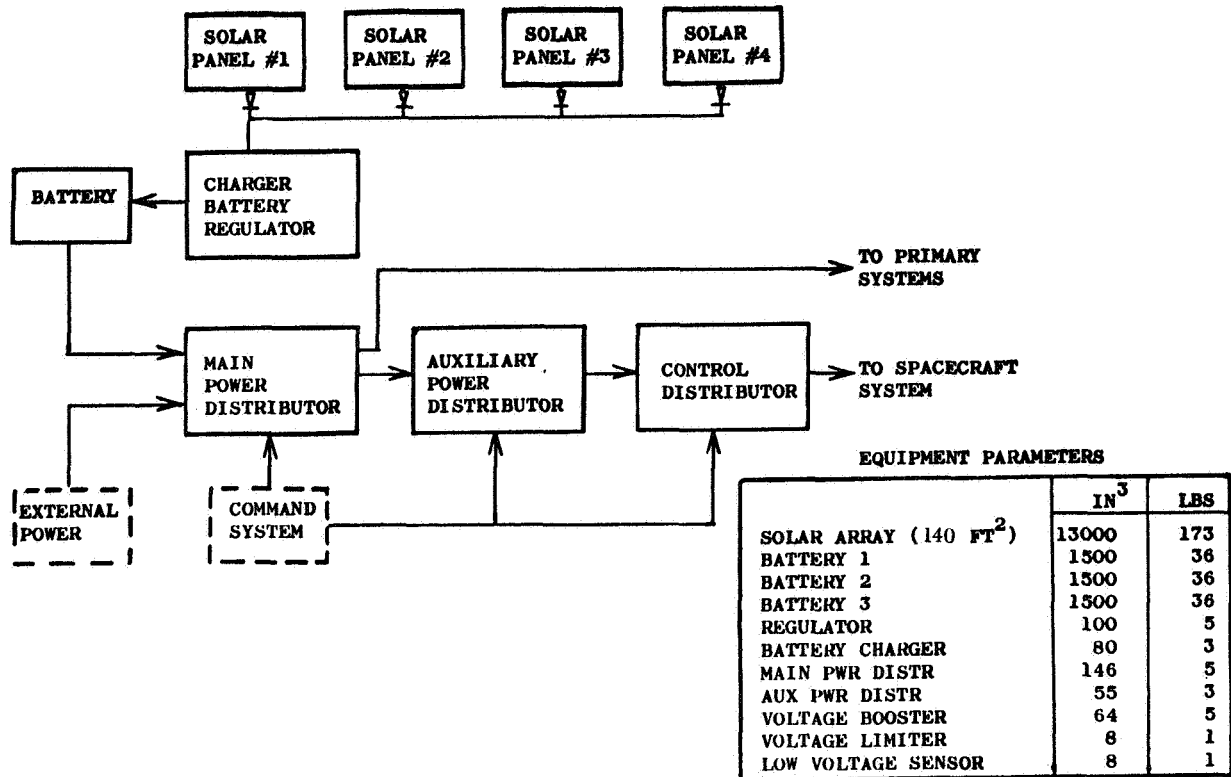 SOLAR
PANEL #1
SOLAR
PANEL #2
SOLAR
PANEL #3
SOLAR
PANEL #4
BATTERY
CHARGER
BATTERY
REGULATOR
TO PRIMARY
SYSTEMS
MAIN
POWER
DISTRIBUTOR
AUXILIARY
POWER
DISTRIBUTOR
CONTROL
DISTRIBUTOR
TO SPACECRAFT
SYSTEM
EXTERNAL
POWER
COMMAND
SYSTEM
EQUIPMENT PARAMETERS
IN³ LBS
SOLAR ARRAY (140 FT²) 13000 173
BATTERY 1 1500 36
BATTERY 2 1500 36
BATTERY 3 1500 36
REGULATOR 100 5
BATTERY CHARGER 80 3
MAIN PWR DISTR 146 5
AUX PWR DISTR 55 3
VOLTAGE BOOSTER 64 5
VOLTAGE LIMITER 8 1
LOW VOLTAGE SENSOR 8 1